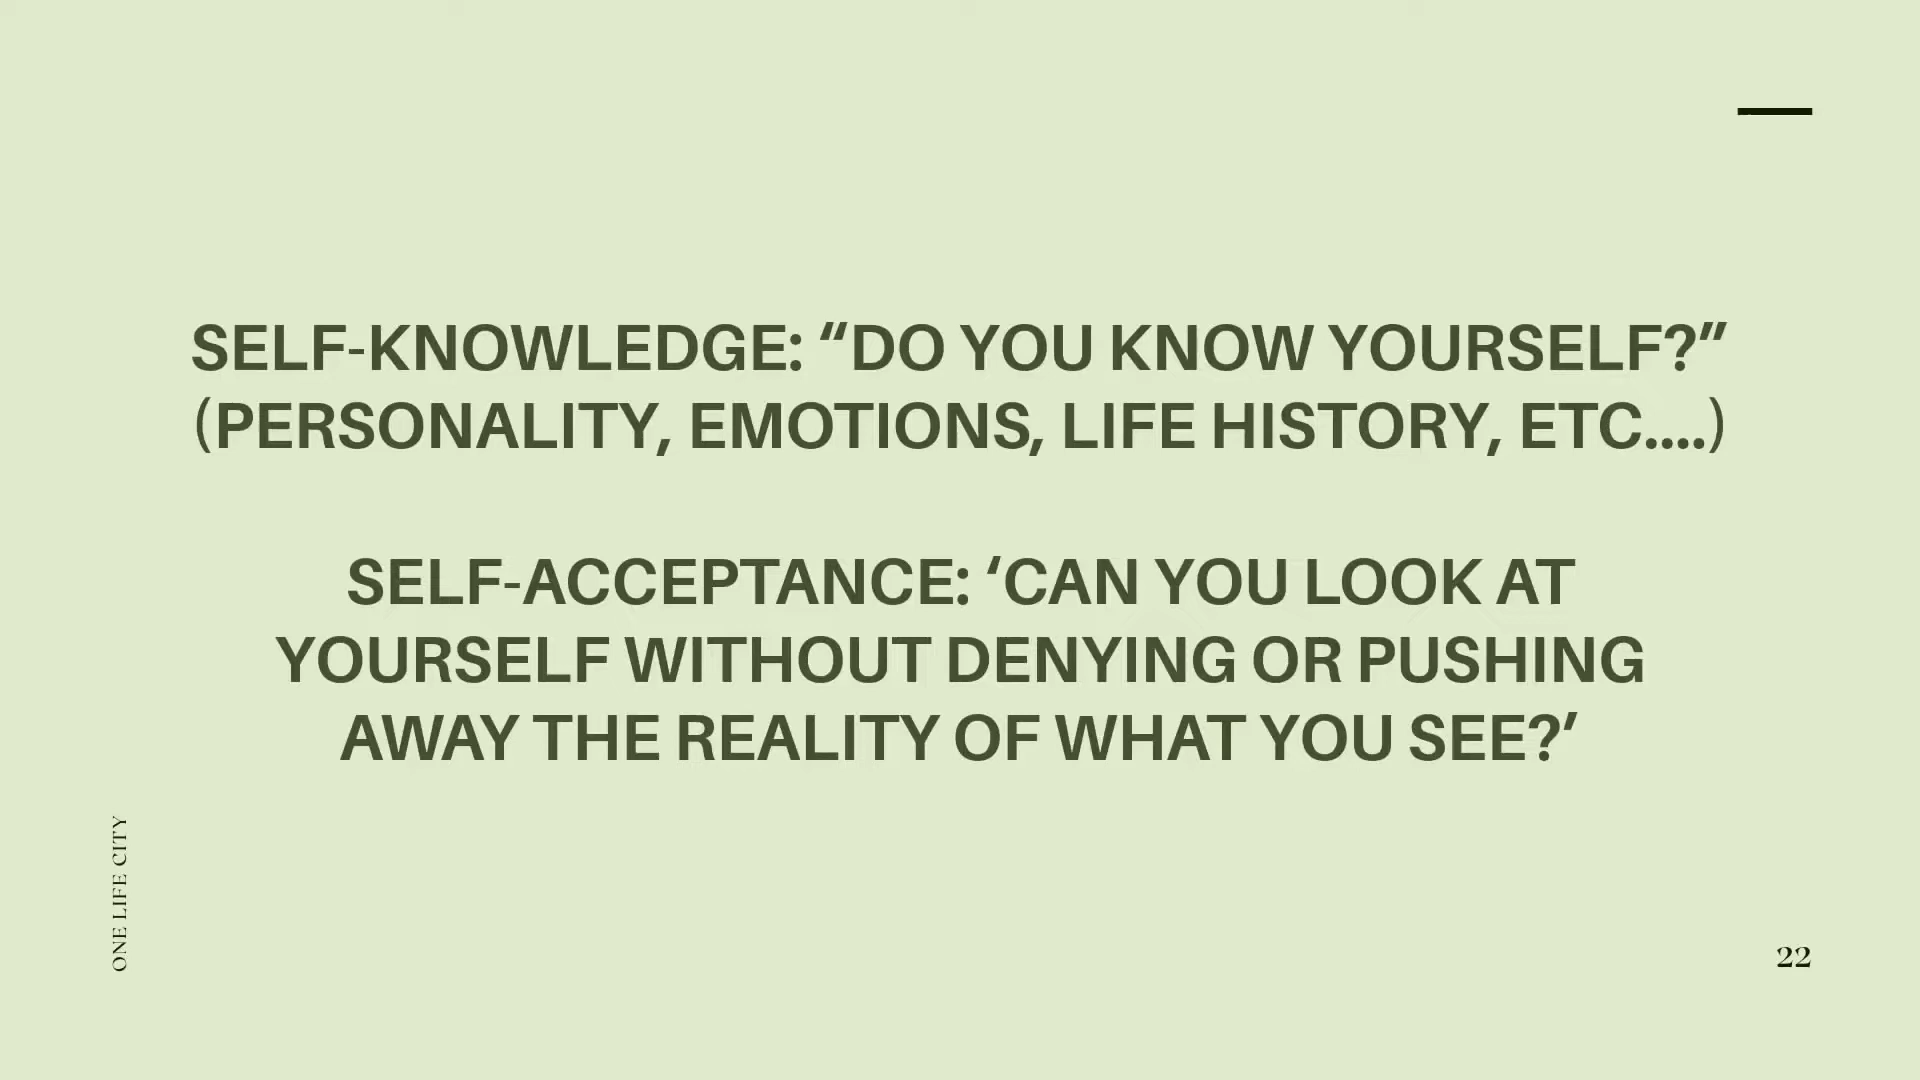 SELF-KNOWLEDGE: “DO YOU KNOW YOURSELF?”
(PERSONALITY, EMOTIONS, LIFE HISTORY, ETC....)
SELF-ACCEPTANCE: ‘CAN YOU LOOK AT
YOURSELF WITHOUT DENYING OR PUSHING
AWAY THE REALITY OF WHAT YOU SEE?’
ONE LIFE CITY
22